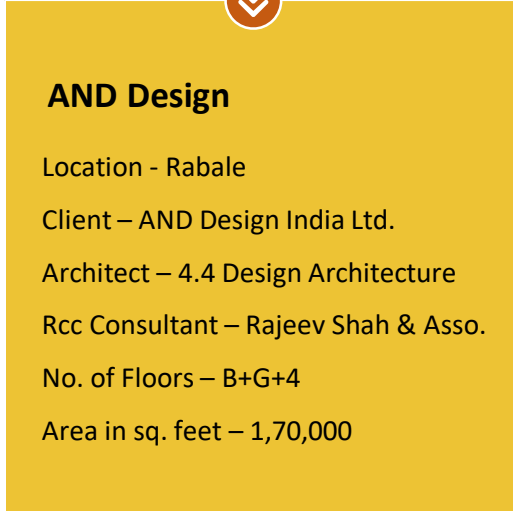 AND Design
Location - Rabale
Client – AND Design India Ltd.
Architect – 4.4 Design Architecture
Rcc Consultant – Rajeev Shah & Asso.
No. of Floors – B+G+4
Area in sq. feet – 1,70,000